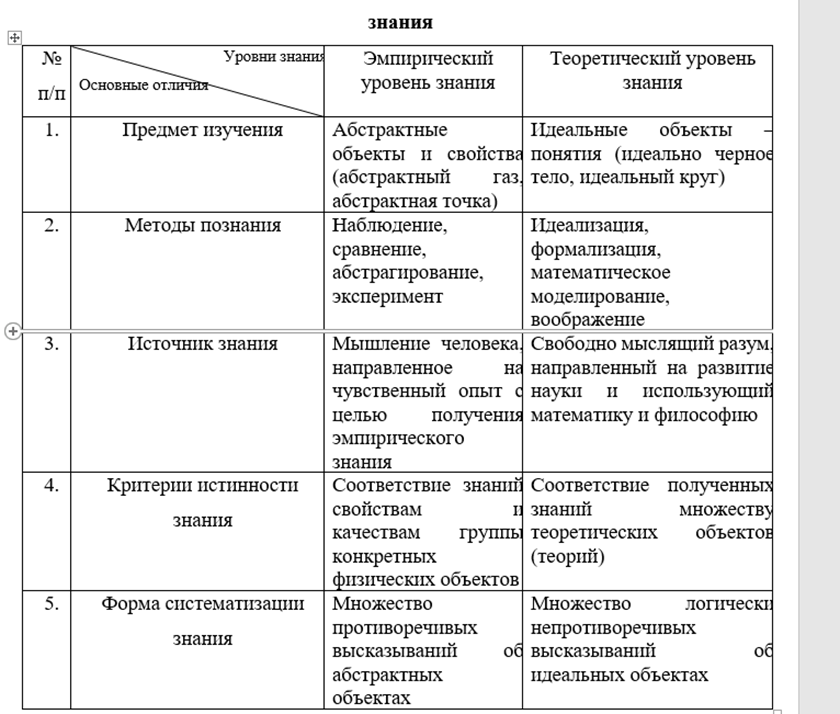 знания
№ п/п
Уровни знания
Основные отличия
Эмпирический
уровень знания
Теоретический уровень
знания
1.
Предмет изучения
Абстрактные
объекты и свойства
(абстрактный газ,
абстрактная точка)
Идеальные объекты –
понятия (идеально черное
тело, идеальный круг)
2.
Методы познания
Наблюдение,
сравнение,
абстрагирование,
эксперимент
Идеализация,
формализация,
математическое
моделирование,
воображение
3.
Источник знания
Мышление человека,
направленное на
чувственный опыт с
целью получения
эмпирического
знания
Свободно мыслящий разум,
направленный на развитие
науки и использующий
математику и философию
4.
Критерии истинности
знания
Соответствие знаний
свойствам и
качествам группы
конкретных
физических объектов
Соответствие полученных
знаний множеству
теоретических объектов
(теорий)
5.
Форма систематизации
знания
Множество
противоречивых
высказываний об
абстрактных
объектах
Множество логически
непротиворечивых
высказываний об
идеальных объектах